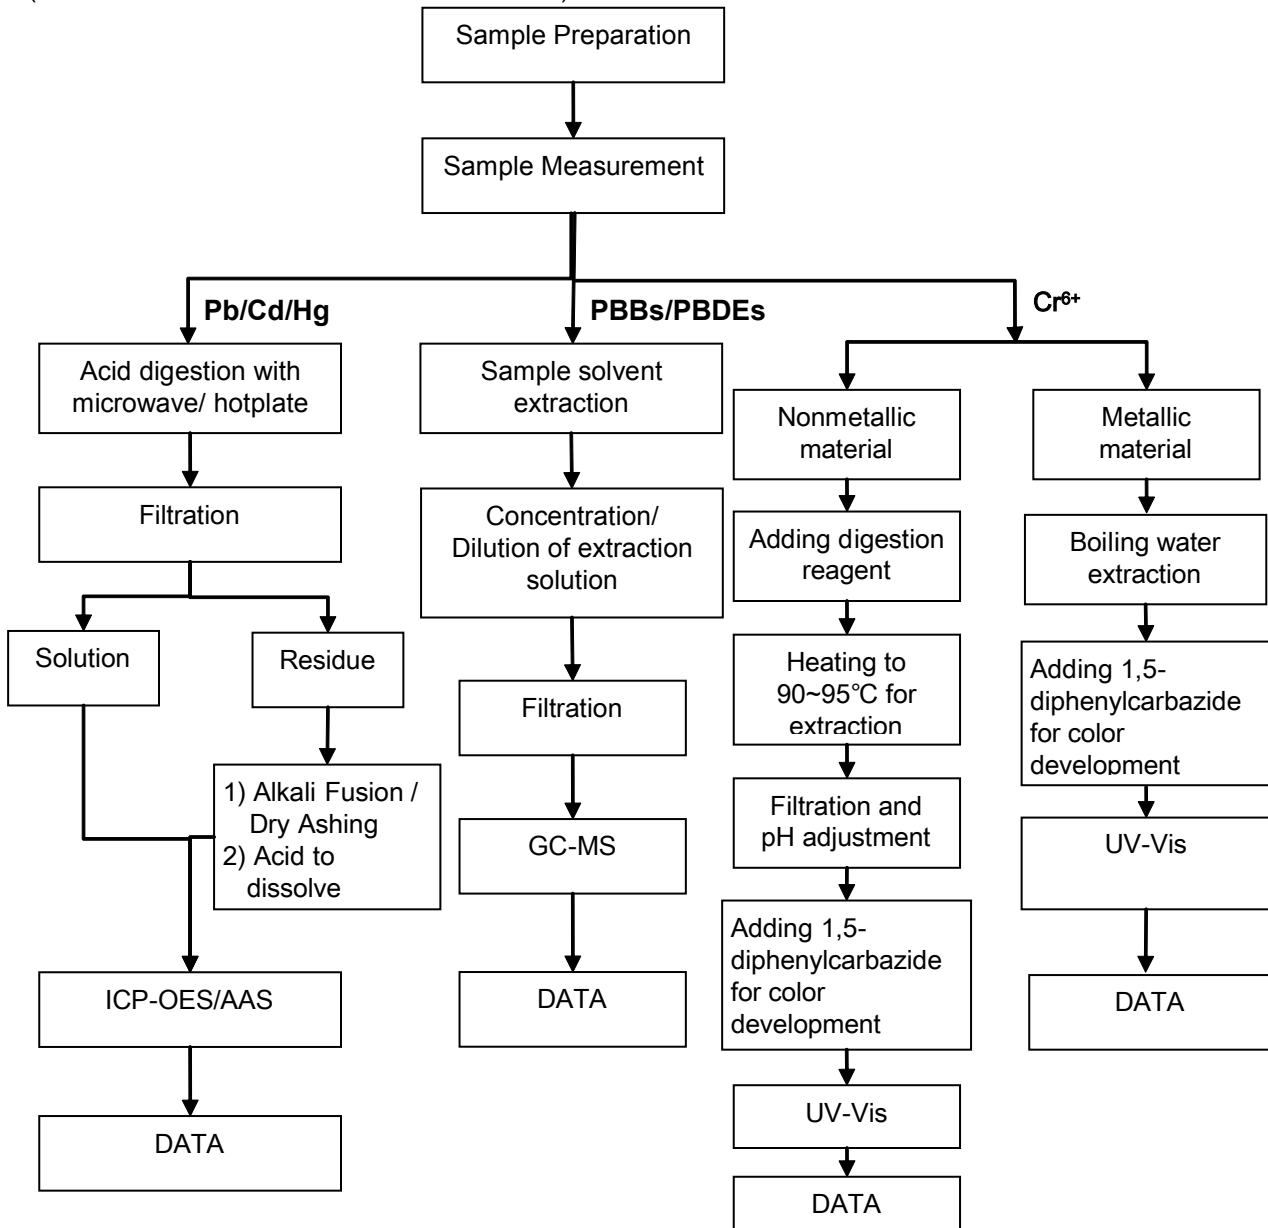 Sample Preparation
Sample Measurement
Pb/Cd/Hg
PBBs/PBDEs
Cr⁶⁺
Acid digestion with
microwave/ hotplate
Filtration
Solution
Residue
1) Alkali Fusion /
Dry Ashing
2) Acid to
dissolve
ICP-OES/AAS
DATA
Sample solvent
extraction
Concentration/
Dilution of extraction
solution
Filtration
GC-MS
DATA
Nonmetallic
material
Adding digestion
reagent
Heating to
90~95℃ for
extraction
Filtration and
pH adjustment
Adding 1,5-
diphenylcarbazide
for color
development
UV-Vis
DATA
Metallic
material
Boiling water
extraction
Adding 1,5-
diphenylcarbazide
for color
development
UV-Vis
DATA